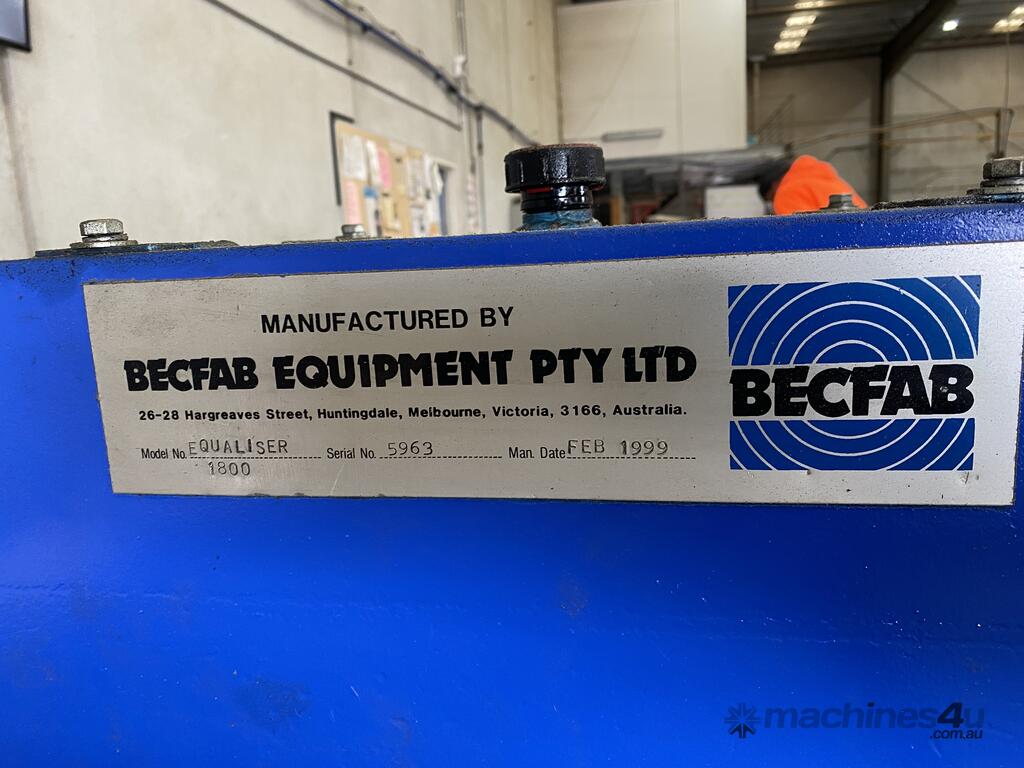 MANUFACTURED BY
BECFAB EQUIPMENT PTY LTD
26-28 Hargreaves Street, Huntingdale, Melbourne, Victoria, 3166, Australia.
Model No. EQUALISER Serial No. 5963 Man. Date FEB 1999
1800
BECFAB
machines4u
.com.au